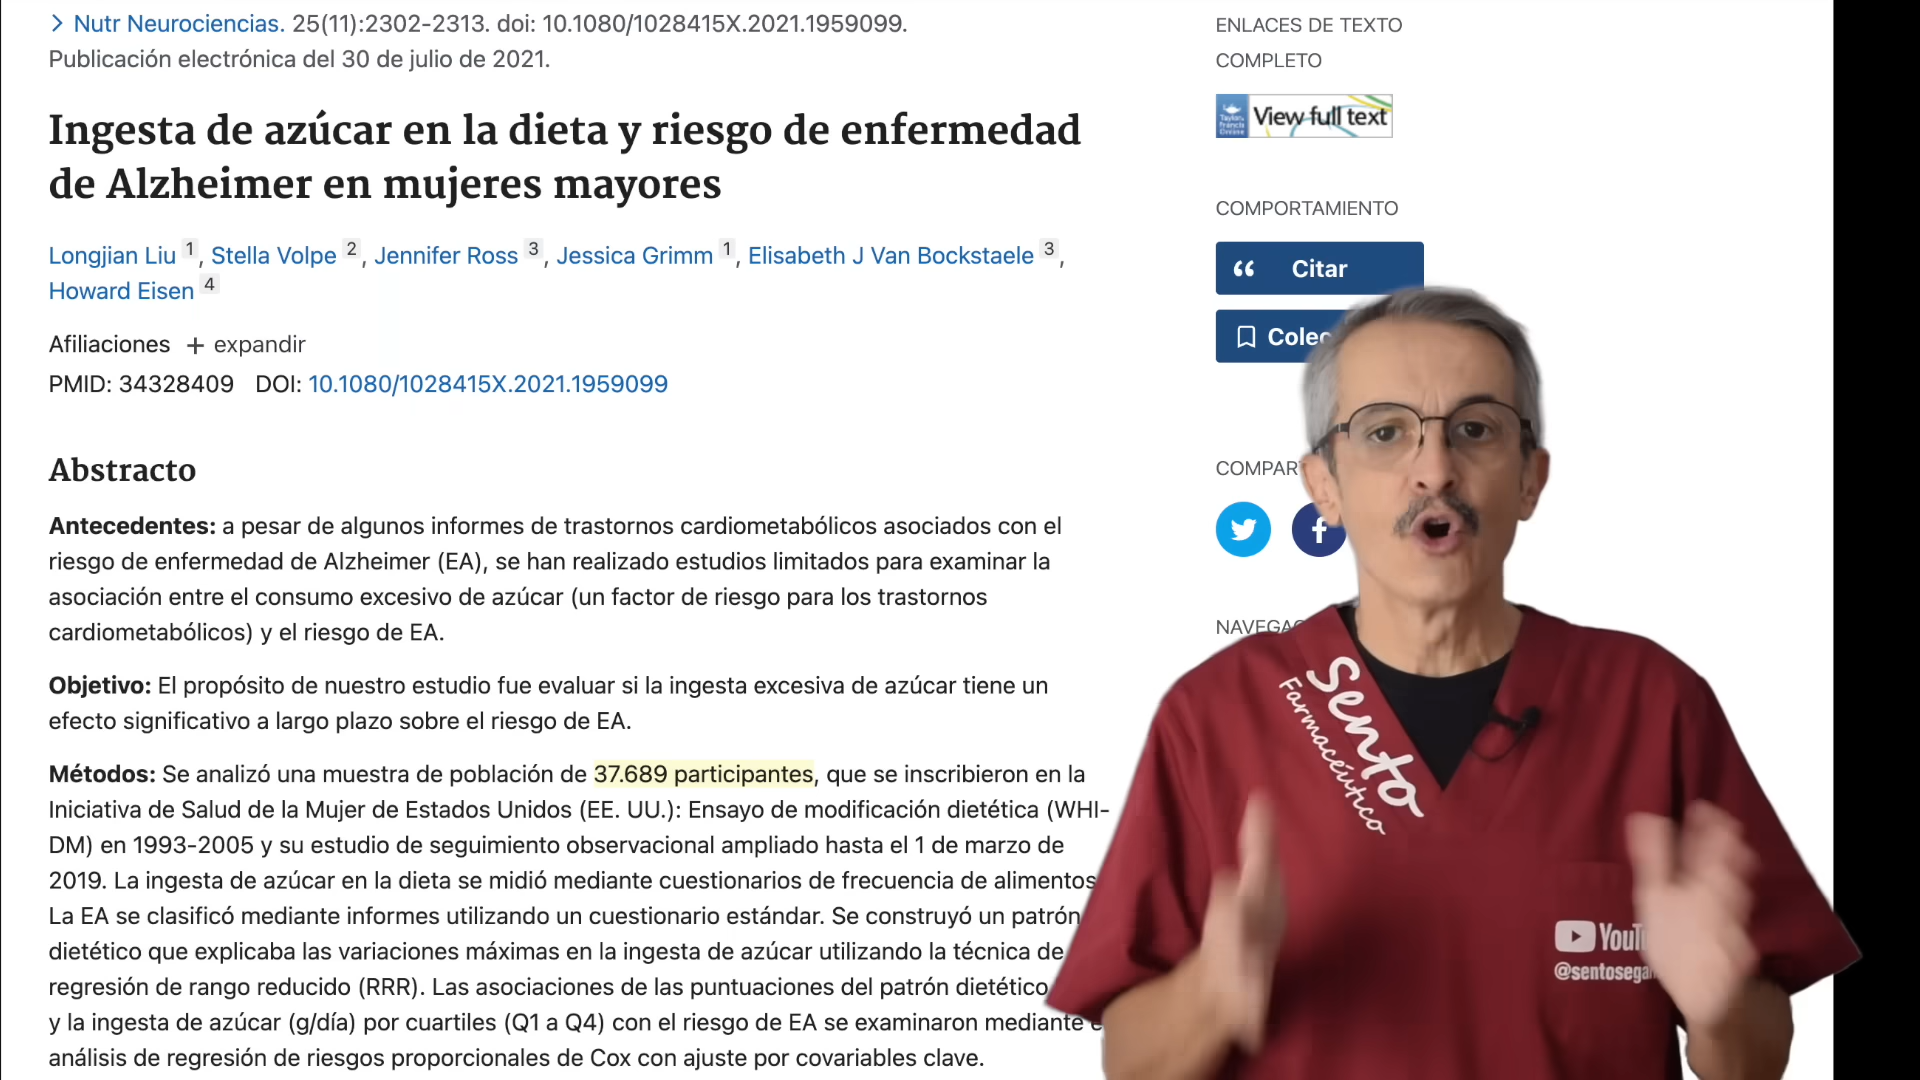 > Nutr Neurociencias. 25(11):2302-2313. doi: 10.1080/1028415X.2021.1959099.
Publicación electrónica del 30 de julio de 2021.
Ingesta de azúcar en la dieta y riesgo de enfermedad
de Alzheimer en mujeres mayores
Longjian Liu 1, Stella Volpe 2, Jennifer Ross 3, Jessica Grimm 1, Elisabeth J Van Bockstaele 3,
Howard Eisen 4
Afiliaciones + expandir
PMID: 34328409 DOI: 10.1080/1028415X.2021.1959099
Abstracto
Antecedentes: a pesar de algunos informes de trastornos cardiometabólicos asociados con el
riesgo de enfermedad de Alzheimer (EA), se han realizado estudios limitados para examinar la
asociación entre el consumo excesivo de azúcar (un factor de riesgo para los trastornos
cardiometabólicos) y el riesgo de EA.
Objetivo: El propósito de nuestro estudio fue evaluar si la ingesta excesiva de azúcar tiene un
efecto significativo a largo plazo sobre el riesgo de EA.
Métodos: Se analizó una muestra de población de 37.689 participantes, que se inscribieron en la
Iniciativa de Salud de la Mujer de Estados Unidos (EE. UU.): Ensayo de modificación dietética (WHI-
DM) en 1993-2005 y su estudio de seguimiento observacional ampliado hasta el 1 de marzo de
2019. La ingesta de azúcar en la dieta se midió mediante cuestionarios de frecuencia de alimentos
La EA se clasificó mediante informes utilizando un cuestionario estándar. Se construyó un patrón
dietético que explicaba las variaciones máximas en la ingesta de azúcar utilizando la técnica de
regresión de rango reducido (RRR). Las asociaciones de las puntuaciones del patrón dietético
y la ingesta de azúcar (g/día) por cuartiles (Q1 a Q4) con el riesgo de EA se examinaron mediante e
análisis de regresión de riesgos proporcionales de Cox con ajuste por covariables clave.
ENLACES DE TEXTO
COMPLETO
Taylor & Francis Online
View full text
COMPORTAMIENTO
Citar
Colec
COMPART
NAVEGAC
Sento
Farmacéutico
YouT
@sentosega